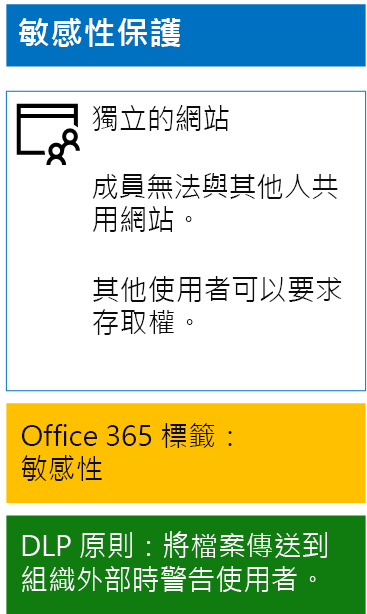 敏感性保護
獨立的網站
成員無法與其他人共
用網站。
其他使用者可以要求
存取權。
Office 365 標籤：
敏感性
DLP 原則：將檔案傳送到
組織外部時警告使用者。